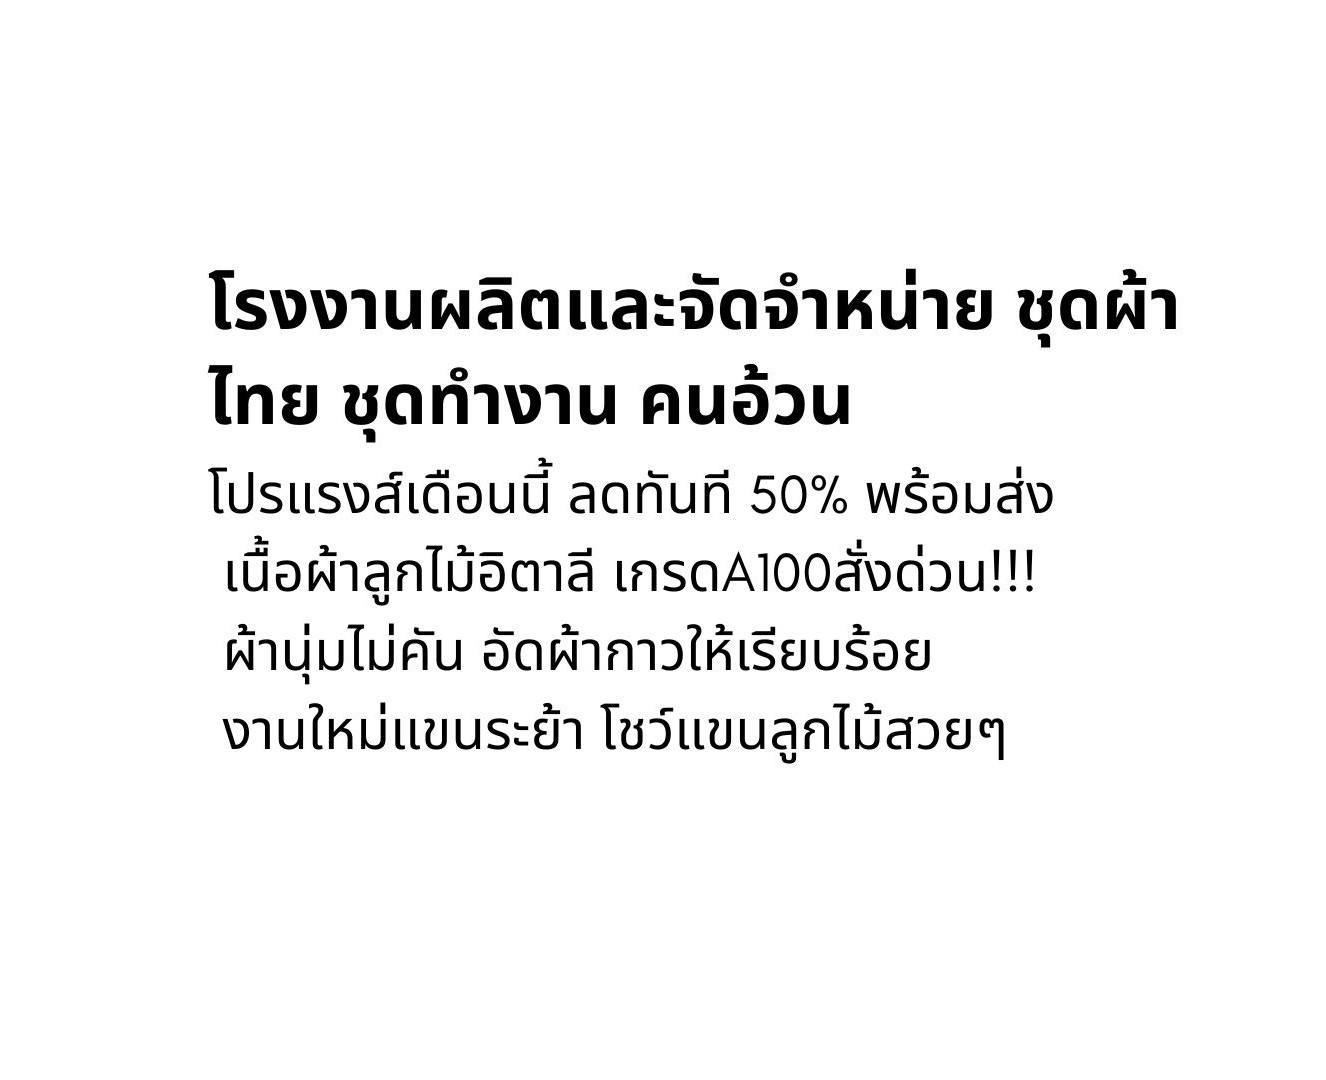 โรงงานผลิตและจัดจำหน่าย ชุดผ้า
ไทย ชุดทำงาน คนอ้วน
โปรแรงส์เดือนนี้ ลดทันที 50% พร้อมส่ง
เนื้อผ้าลูกไม้อิตาลี เกรดA100สั่งด่วน!!!
ผ้านุ่มไม่คัน อัดผ้ากาวให้เรียบร้อย
งานใหม่แขนระย้า โชว์แขนลูกไม้สวยๆ